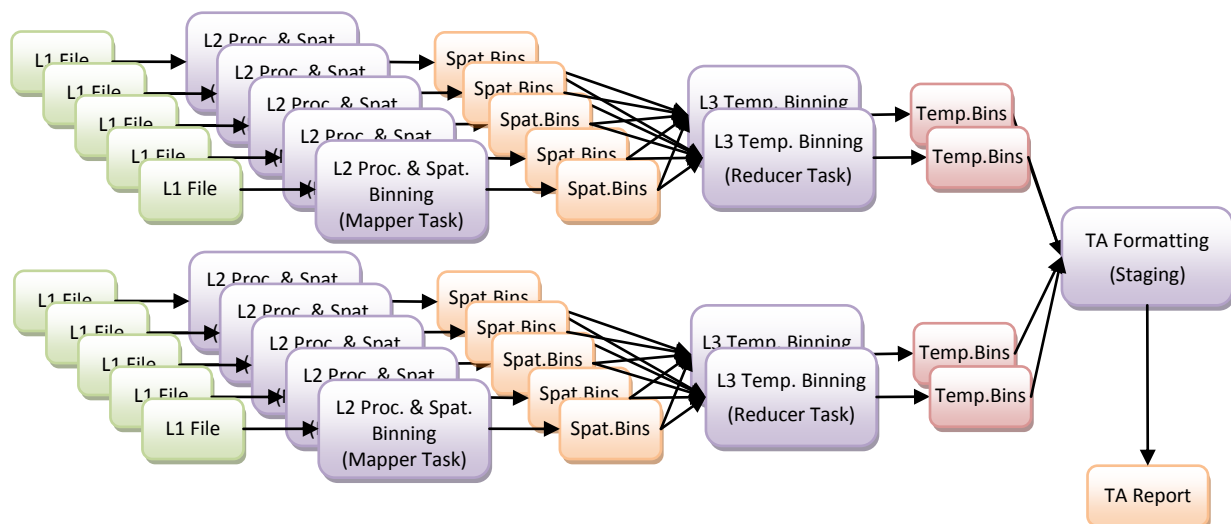 L1 File
L1 File
L1 File
L1 File
L1 File
L2 Proc. & Spat.
L2 Proc. & Spat.
L2 Proc. & Spat.
L2 Proc. & Spat.
L2 Proc. & Spat.
Binning
(Mapper Task)
Spat.Bins
Spat.Bins
Spat.Bins
Spat.Bins
Spat.Bins
L3 Temp. Binning
L3 Temp. Binning
(Reducer Task)
Temp.Bins
Temp.Bins
TA Formatting
(Staging)
L1 File
L1 File
L1 File
L1 File
L1 File
L2 Proc. & Spat.
L2 Proc. & Spat.
L2 Proc. & Spat.
L2 Proc. & Spat.
L2 Proc. & Spat.
Binning
(Mapper Task)
Spat.Bins
Spat.Bins
Spat.Bins
Spat.Bins
Spat.Bins
L3 Temp. Binning
L3 Temp. Binning
(Reducer Task)
Temp.Bins
Temp.Bins
TA Report